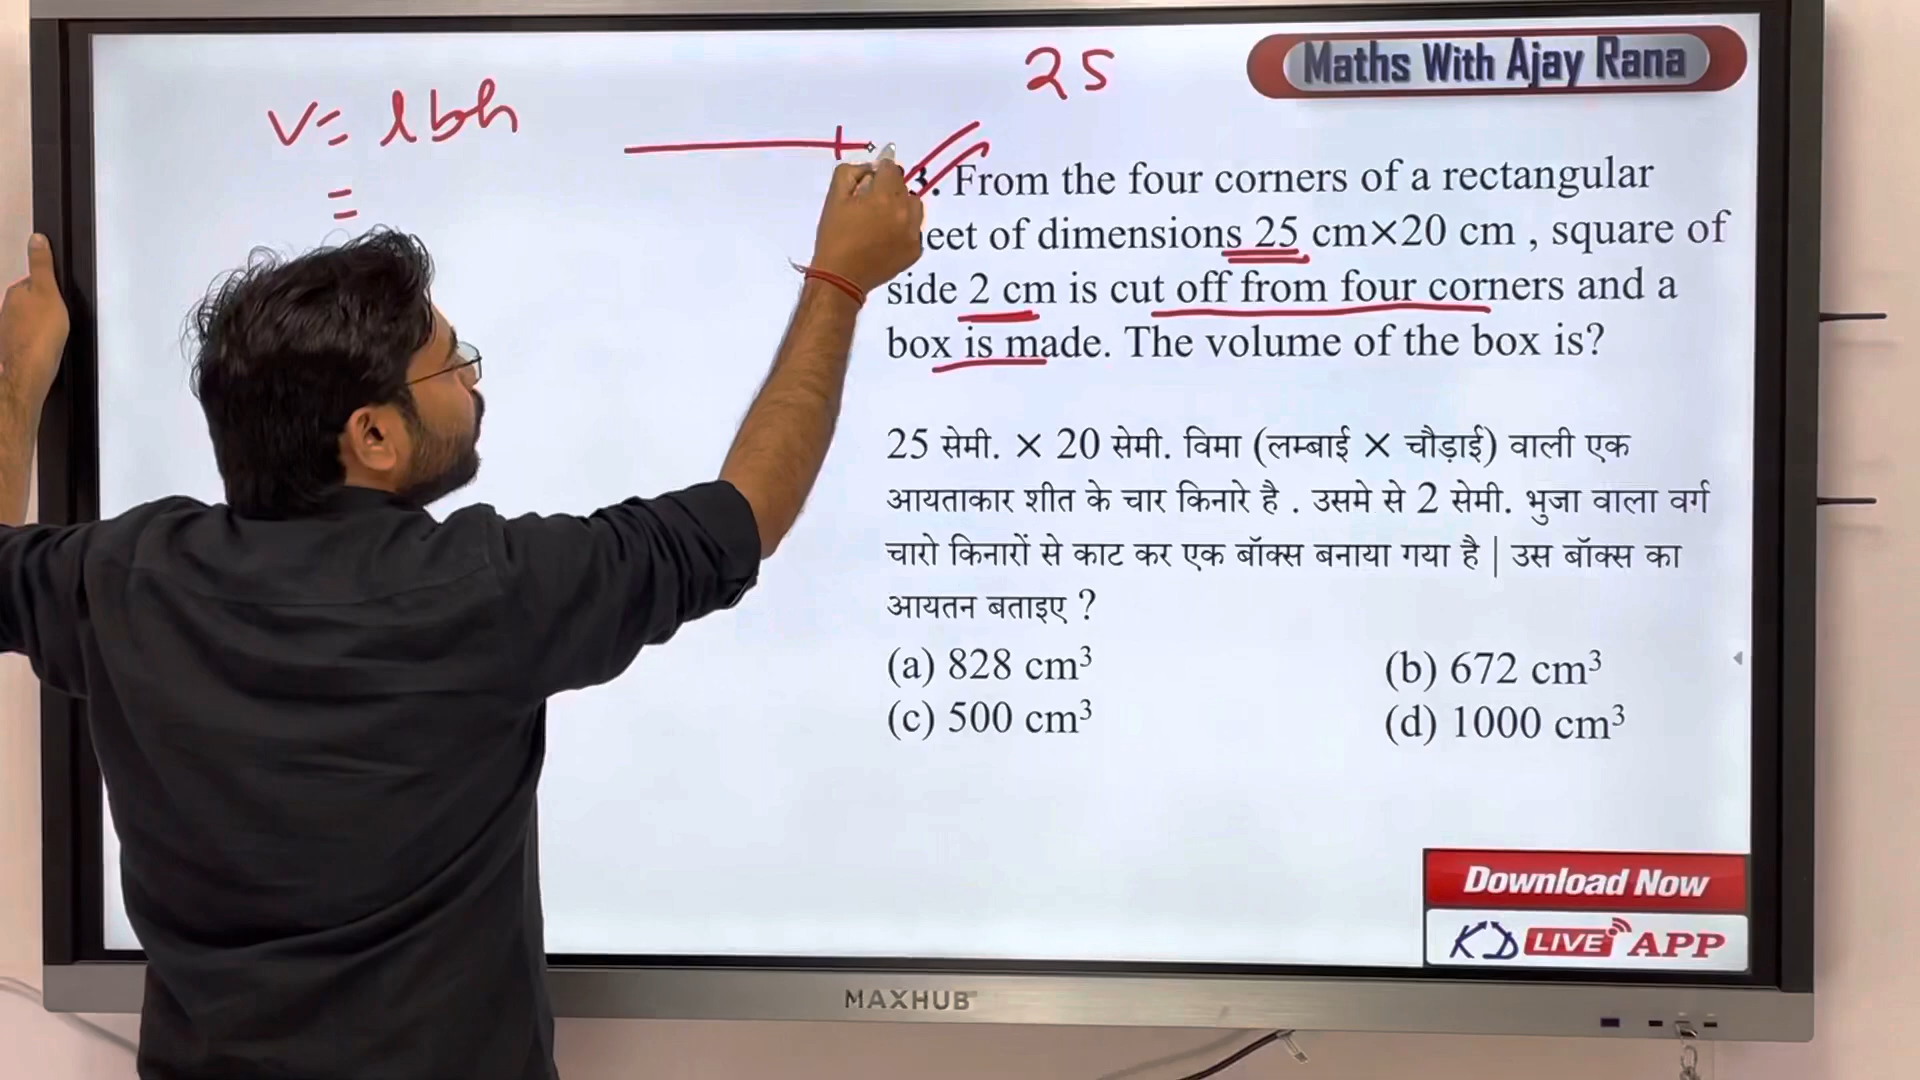 Maths With Ajay Rana
25
V = lbh
=
3. From the four corners of a rectangular
eet of dimensions 25 cm×20 cm , square of
side 2 cm is cut off from four corners and a
box is made. The volume of the box is?
25 सेमी. × 20 सेमी. विमा (लम्बाई × चौड़ाई) वाली एक
आयताकार शीत के चार किनारे है . उसमे से 2 सेमी. भुजा वाला वर्ग
चारो किनारों से काट कर एक बॉक्स बनाया गया है | उस बॉक्स का
आयतन बताइए ?
(a) 828 cm³ (b) 672 cm³
(c) 500 cm³ (d) 1000 cm³
Download Now
KD LIVE APP
MAXHUB